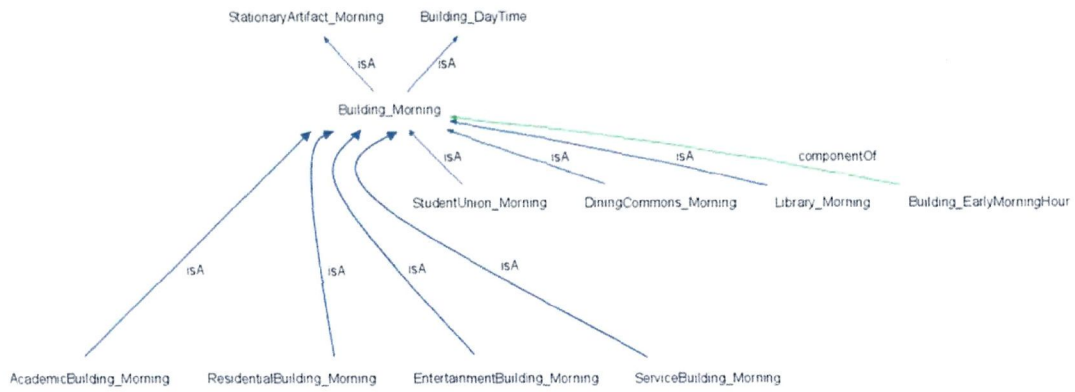 StationaryArtifact_Morning Building_DayTime
isA isA
Building_Morning
isA isA isA componentOf
StudentUnion_Morning DiningCommons_Morning Library_Morning Building_EarlyMorningHour
isA isA isA isA
AcademicBuilding_Morning ResidentialBuilding_Morning EntertainmentBuilding_Morning ServiceBuilding_Morning